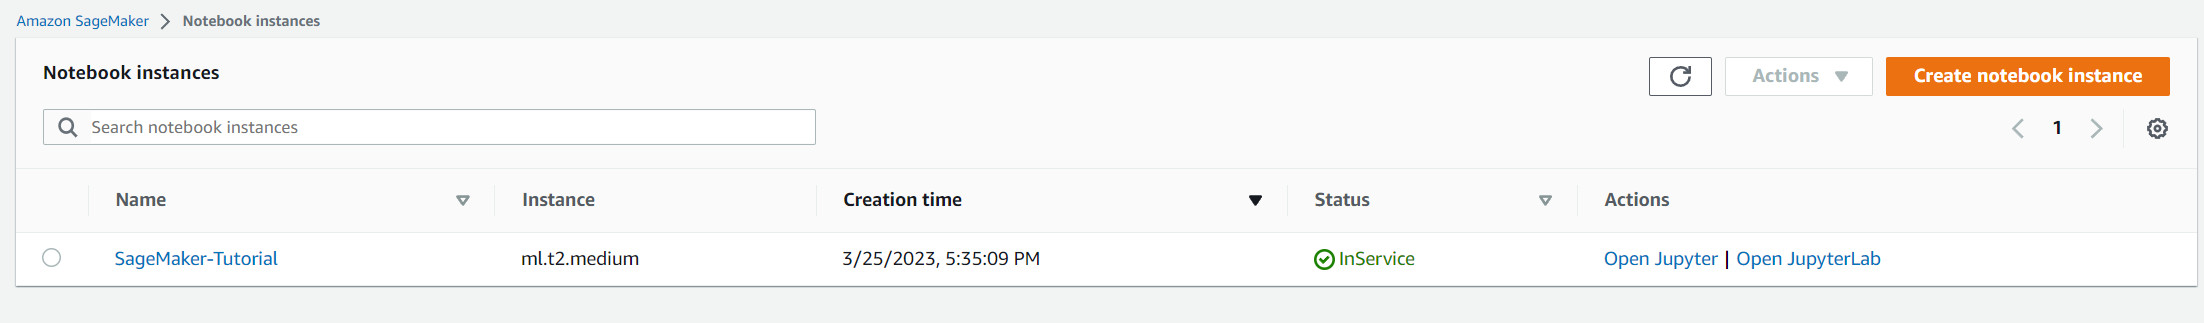 Amazon SageMaker > Notebook instances
Notebook instances
Actions
Create notebook instance
Search notebook instances
1
Name Instance Creation time Status Actions
SageMaker-Tutorial ml.t2.medium 3/25/2023, 5:35:09 PM InService Open Jupyter | Open JupyterLab